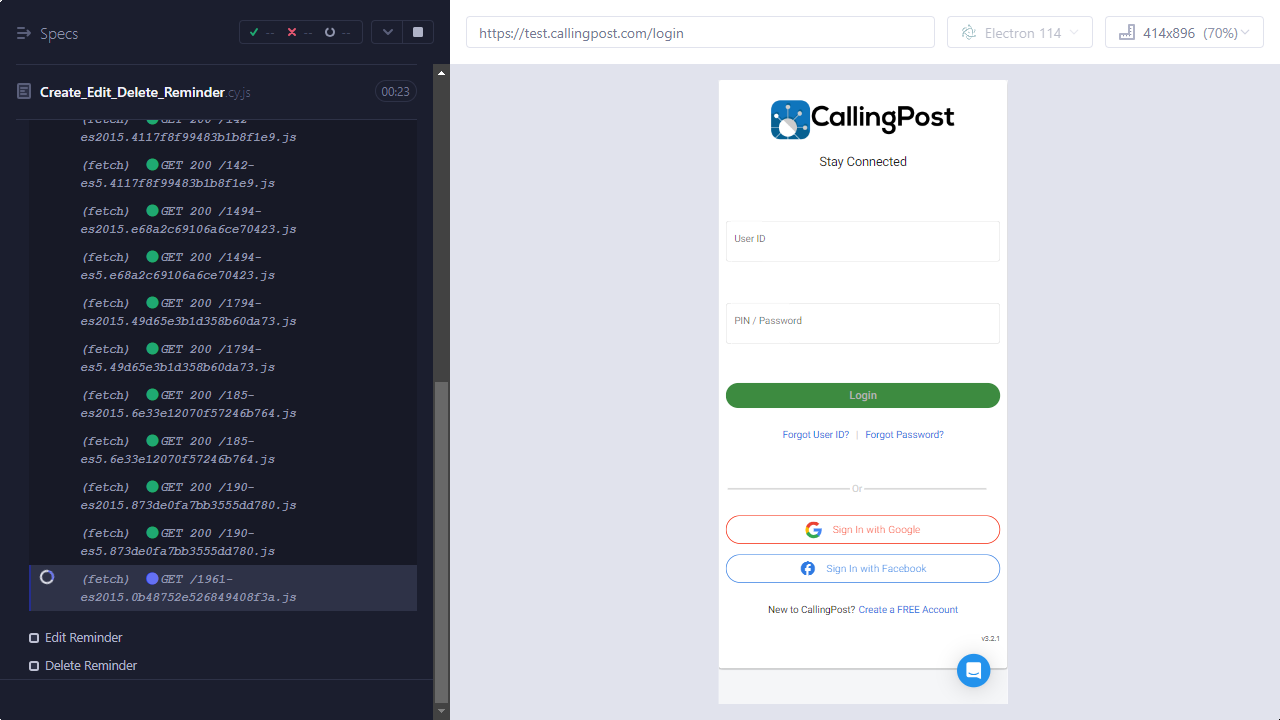 Specs
--
--
--
Create_Edit_Delete_Reminder.cy.js
00:23
(fetch) GET 200 /142-
es2015.4117f8f99483b1b8f1e9.js
(fetch) GET 200 /142-
es5.4117f8f99483b1b8f1e9.js
(fetch) GET 200 /1494-
es2015.e68a2c69106a6ce70423.js
(fetch) GET 200 /1494-
es5.e68a2c69106a6ce70423.js
(fetch) GET 200 /1794-
es2015.49d65e3b1d358b60da73.js
(fetch) GET 200 /1794-
es5.49d65e3b1d358b60da73.js
(fetch) GET 200 /185-
es2015.6e33e12070f57246b764.js
(fetch) GET 200 /185-
es5.6e33e12070f57246b764.js
(fetch) GET 200 /190-
es2015.873de0fa7bb3555dd780.js
(fetch) GET 200 /190-
es5.873de0fa7bb3555dd780.js
(fetch) GET /1961-
es2015.0b48752e526849408f3a.js
Edit Reminder
Delete Reminder
https://test.callingpost.com/login
Electron 114
414x896 (70%)
CallingPost
Stay Connected
User ID
PIN / Password
Login
Forgot User ID? | Forgot Password?
Or
Sign In with Google
Sign In with Facebook
New to CallingPost? Create a FREE Account
v3.2.1